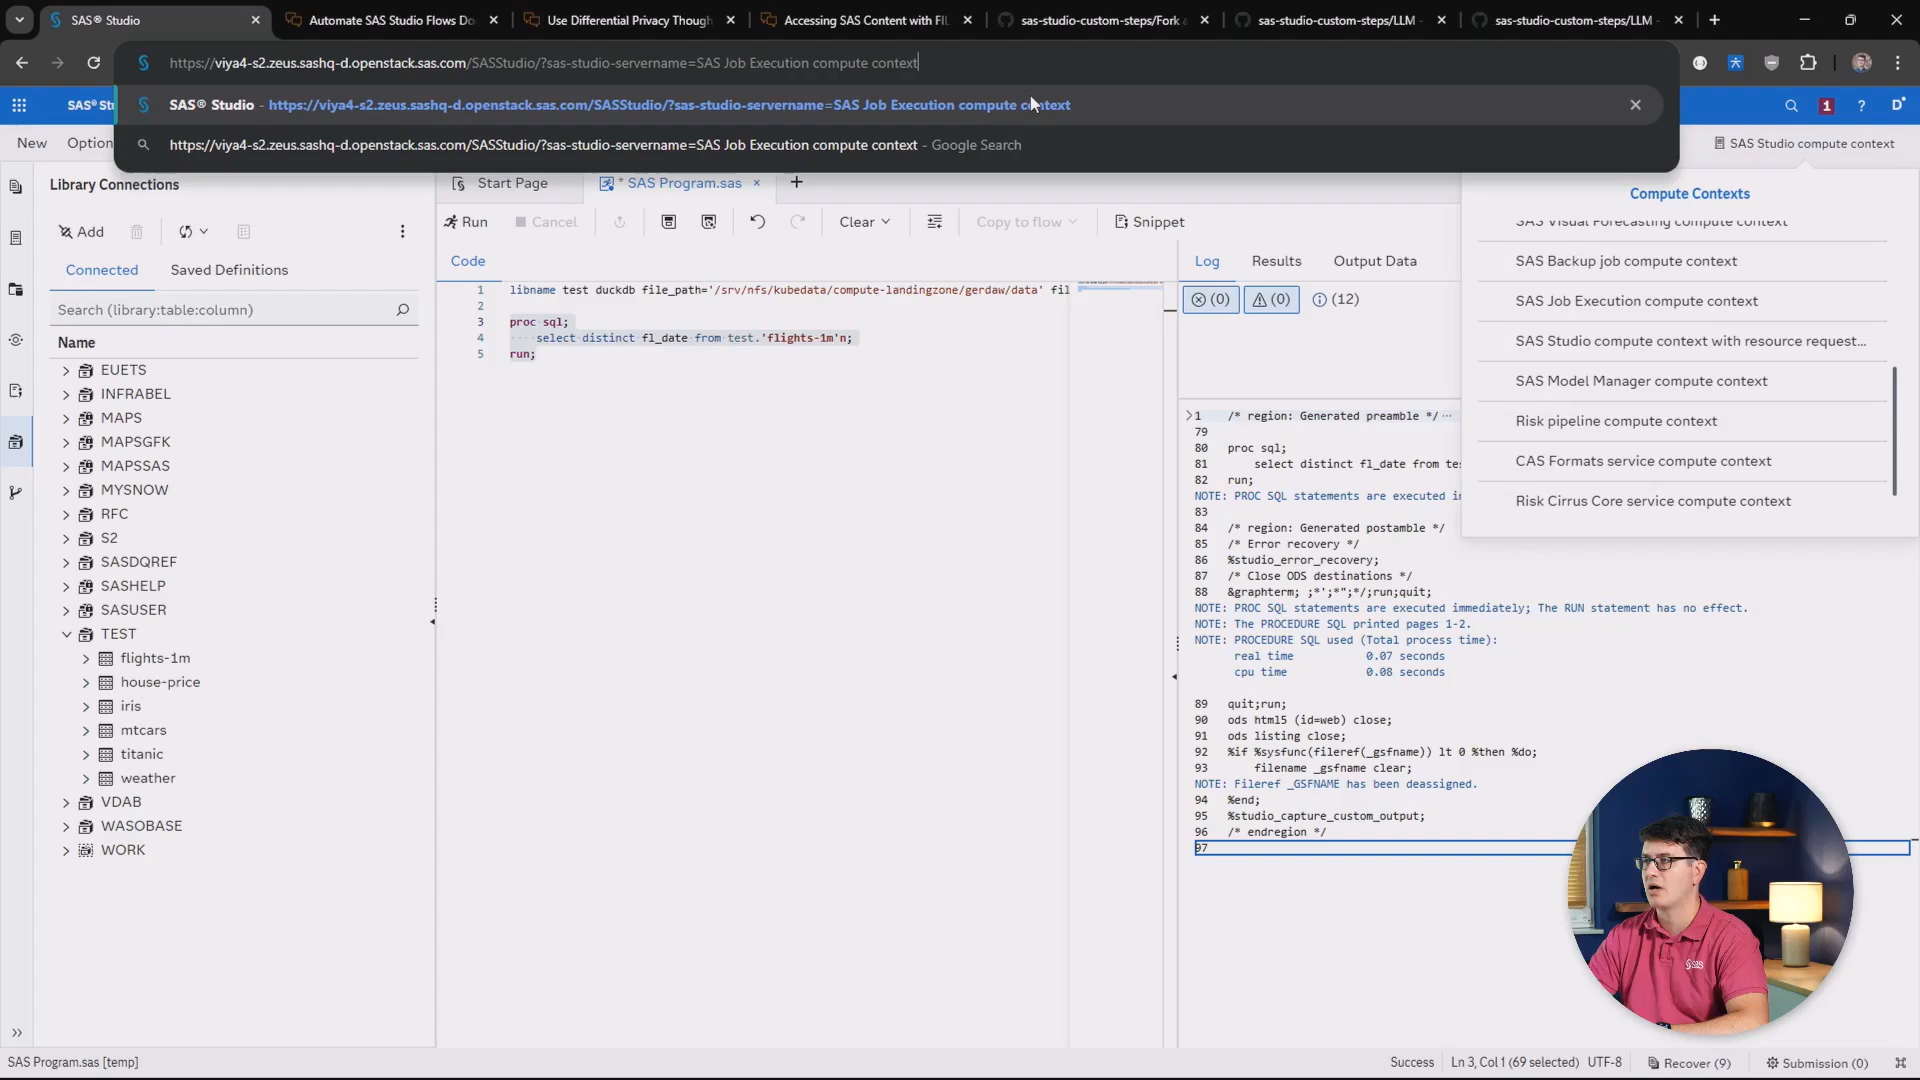 SAS® Studio
Automate SAS Studio Flows Do
Use Differential Privacy Though
Accessing SAS Content with FIL
sas-studio-custom-steps/Fork a
sas-studio-custom-steps/LLM -
sas-studio-custom-steps/LLM -
https://viya4-s2.zeus.sashq-d.openstack.sas.com/SASStudio/?sas-studio-servername=SAS Job Execution compute context
SAS® Stu
SAS® Studio - https://viya4-s2.zeus.sashq-d.openstack.sas.com/SASStudio/?sas-studio-servername=SAS Job Execution compute context
1
?
D
New
Option
https://viya4-s2.zeus.sashq-d.openstack.sas.com/SASStudio/?sas-studio-servername=SAS Job Execution compute context - Google Search
SAS Studio compute context
Library Connections
Start Page
* SAS Program.sas
Compute Contexts
Add
Run
Cancel
Clear
Copy to flow
Snippet
SAS Visual Forecasting compute context
SAS Backup job compute context
SAS Job Execution compute context
SAS Studio compute context with resource request...
SAS Model Manager compute context
Risk pipeline compute context
CAS Formats service compute context
Risk Cirrus Core service compute context
Connected
Saved Definitions
Search (library:table:column)
Name
EUETS
INFRABEL
MAPS
MAPSGFK
MAPSSAS
MYSNOW
RFC
S2
SASDQREF
SASHELP
SASUSER
TEST
flights-1m
house-price
iris
mtcars
titanic
weather
VDAB
WASOBASE
WORK
Code
1 libname test duckdb file_path='/srv/nfs/kubedata/compute-landingzone/gerdaw/data' fil
2
3 proc sql;
4 select distinct fl_date from test.'flights-1m'n;
5 run;
Log
Results
Output Data
(0)
(0)
(12)
1 /* region: Generated preamble */ ...
79
80 proc sql;
81 select distinct fl_date from tes
82 run;
NOTE: PROC SQL statements are executed i
83
84 /* region: Generated postamble */
85 /* Error recovery */
86 %studio_error_recovery;
87 /* Close ODS destinations */
88 &graphterm; ;*';*";*/;run;quit;
NOTE: PROC SQL statements are executed immediately; The RUN statement has no effect.
NOTE: The PROCEDURE SQL printed pages 1-2.
NOTE: PROCEDURE SQL used (Total process time):
real time 0.07 seconds
cpu time 0.08 seconds
89 quit;run;
90 ods html5 (id=web) close;
91 ods listing close;
92 %if %sysfunc(fileref(_gsfname)) lt 0 %then %do;
93 filename _gsfname clear;
NOTE: Fileref _GSFNAME has been deassigned.
94 %end;
95 %studio_capture_custom_output;
96 /* endregion */
97
sas
SAS Program.sas [temp]
Success
Ln 3, Col 1 (69 selected)
UTF-8
Recover (9)
Submission (0)